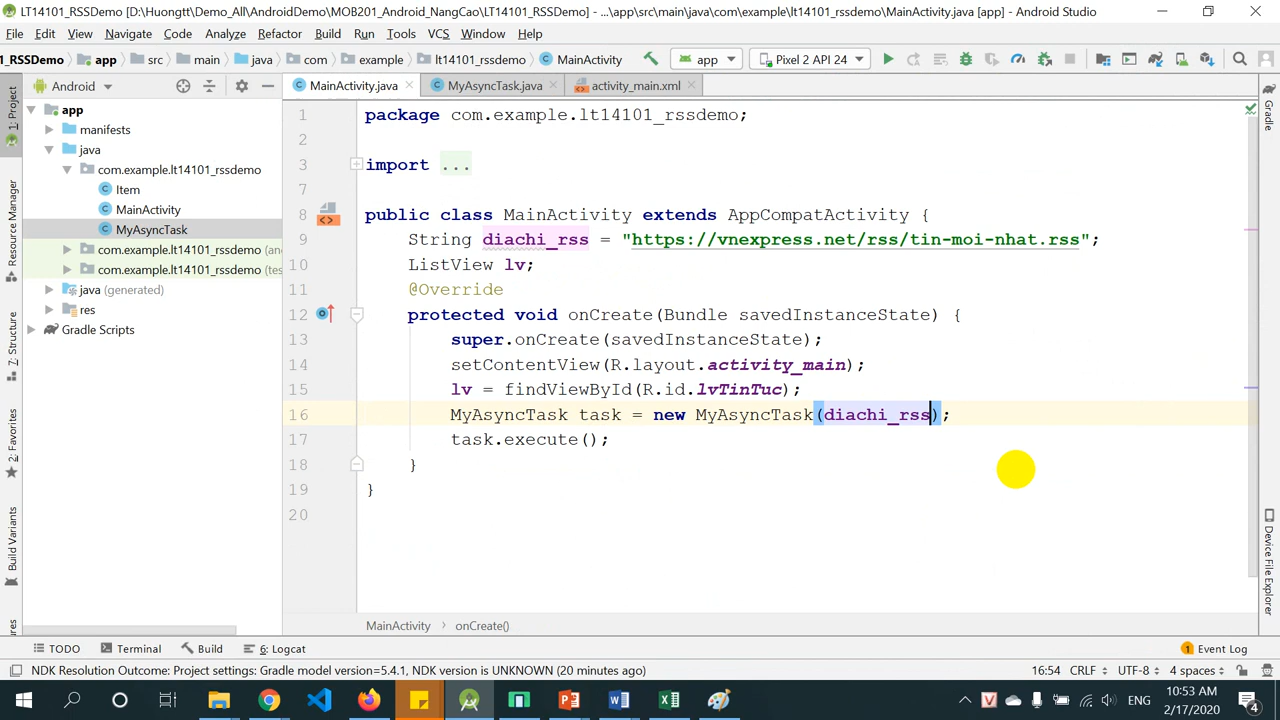 LT14101_RSSDemo [D:\Huongtt\Demo_All\AndroidDemo\MOB201_Android_NangCao\LT14101_RSSDemo] - ...\app\src\main\java\com\example\lt14101_rssdemo\MainActivity.java [app] - Android Studio
File Edit View Navigate Code Analyze Refactor Build Run Tools VCS Window Help
1_RSSDemo app src main java com example lt14101_rssdemo MainActivity app Pixel 2 API 24
Android MainActivity.java MyAsyncTask.java activity_main.xml
1: Project
Resource Manager
7: Structure
2: Favorites
Build Variants
app
manifests
java
com.example.lt14101_rssdemo
Item
MainActivity
MyAsyncTask
com.example.lt14101_rssdemo (an
com.example.lt14101_rssdemo (tes
java (generated)
res
Gradle Scripts
1 package com.example.lt14101_rssdemo;
2
3 import ...
7
8 public class MainActivity extends AppCompatActivity {
9 String diachi_rss = "https://vnexpress.net/rss/tin-moi-nhat.rss";
10 ListView lv;
11 @Override
12 protected void onCreate(Bundle savedInstanceState) {
13 super.onCreate(savedInstanceState);
14 setContentView(R.layout.activity_main);
15 lv = findViewById(R.id.lvTinTuc);
16 MyAsyncTask task = new MyAsyncTask(diachi_rss);
17 task.execute();
18 }
19 }
20
Gradle
Device File Explorer
MainActivity onCreate()
TODO Terminal Build 6: Logcat 1 Event Log
NDK Resolution Outcome: Project settings: Gradle model version=5.4.1, NDK version is UNKNOWN (20 minutes ago) 16:54 CRLF UTF-8 4 spaces
ENG 10:53 AM
2/17/2020
4